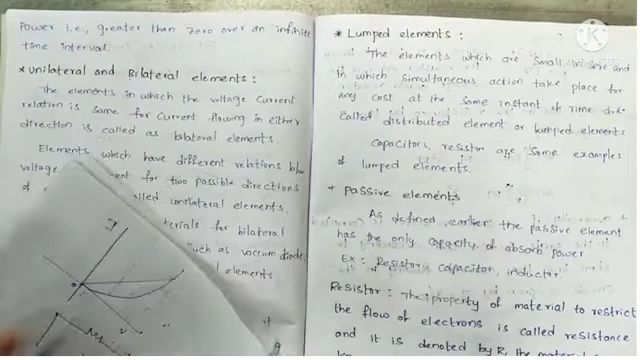 Power i.e., greater than zero over an infinite
time interval
* Unilateral and Bilateral elements :
The elements in which the voltage current
relation is same for current flowing in either
direction is called as bilateral elements.
Elements which have different relations b/w
voltage for two possible directions
of called unilateral elements.
for bilateral
such as vaccum diode,
elements
* Lumped elements :
The elements which are small in size and
in which simultaneous action take place for
any cost at the same instant of time
called distributed element or lumped elements
capacitors, resistor are some examples
of lumped elements.
* passive elements
As defined earlier the passive element
has the only capacity of absorb power
Ex : Resistor, capacitor, inductor.
Resistor : The property of material to restrict
the flow of electrons is called resistance
and it is denoted by R, the
K